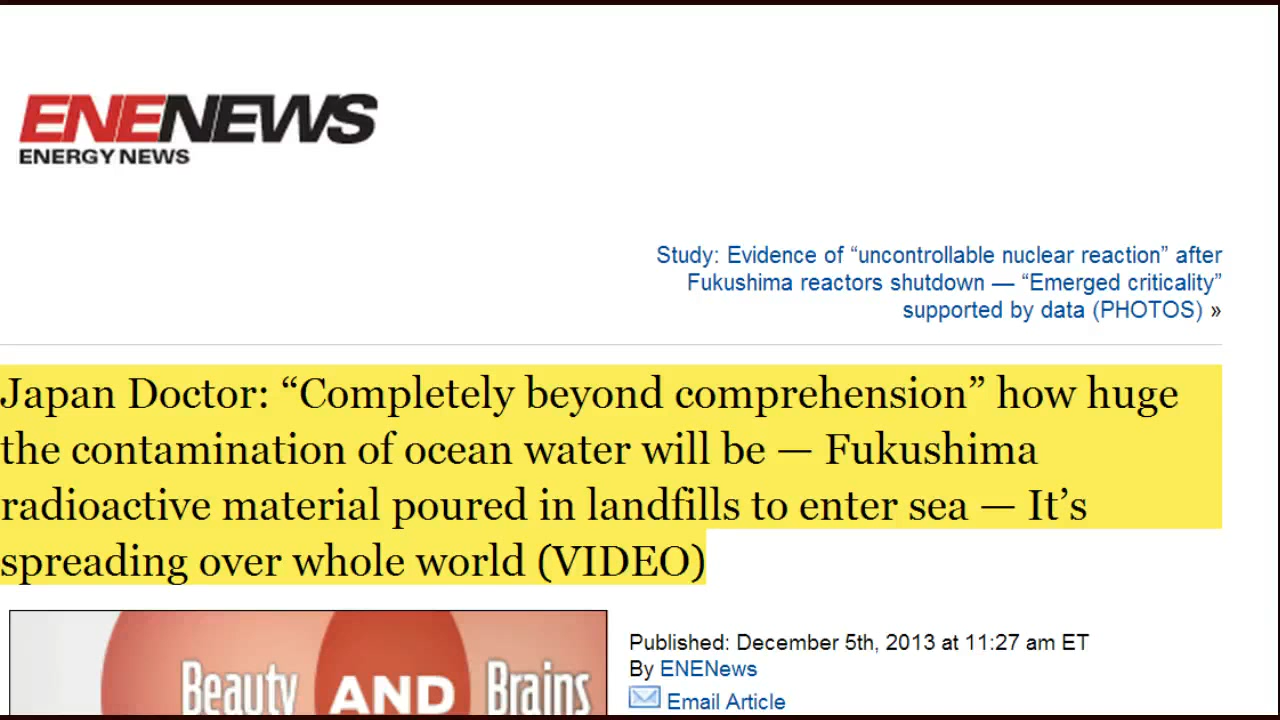 ENENEWS
ENERGY NEWS
Study: Evidence of “uncontrollable nuclear reaction” after
Fukushima reactors shutdown — “Emerged criticality”
supported by data (PHOTOS) »
Japan Doctor: “Completely beyond comprehension” how huge
the contamination of ocean water will be — Fukushima
radioactive material poured in landfills to enter sea — It’s
spreading over whole world (VIDEO)
Beauty AND Brains
Published: December 5th, 2013 at 11:27 am ET
By ENENews
Email Article